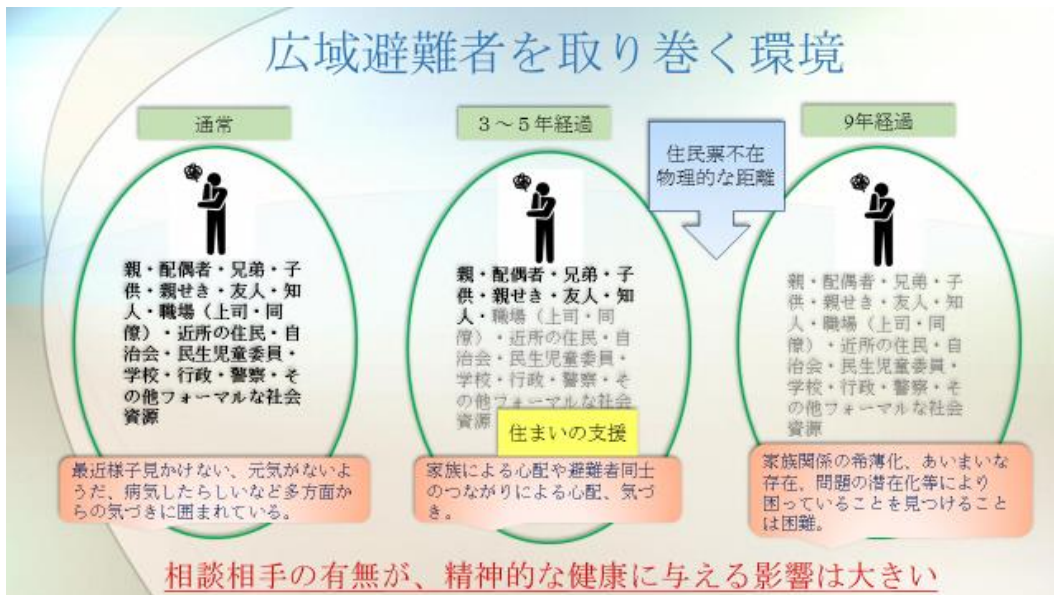 広域避難者を取り巻く環境
通常
親・配偶者・兄弟・子
供・親せき・友人・知
人・職場（上司・同
僚）・近所の住民・自
治会・民生児童委員・
学校・行政・警察・そ
の他フォーマルな社会
資源
最近様子見かけない、元気がないよ
うだ、病気したらしいなど多方面か
らの気づきに囲まれている。
３～５年経過
親・配偶者・兄弟・子
供・親せき・友人・知
人・職場（上司・同
僚）・近所の住民・自
治会・民生児童委員・
学校・行政・警察・そ
の他フォーマルな社会
資源
住まいの支援
家族による心配や避難者同士
のつながりによる心配、気づ
き。
住民票不在
物理的な距離
9年経過
親・配偶者・兄弟・子
供・親せき・友人・知
人・職場（上司・同
僚）・近所の住民・自
治会・民生児童委員・
学校・行政・警察・そ
の他フォーマルな社会
資源
家族関係の希薄化、あいまいな
存在、問題の潜在化等により
困っていることを見つけること
は困難。
相談相手の有無が、精神的な健康に与える影響は大きい